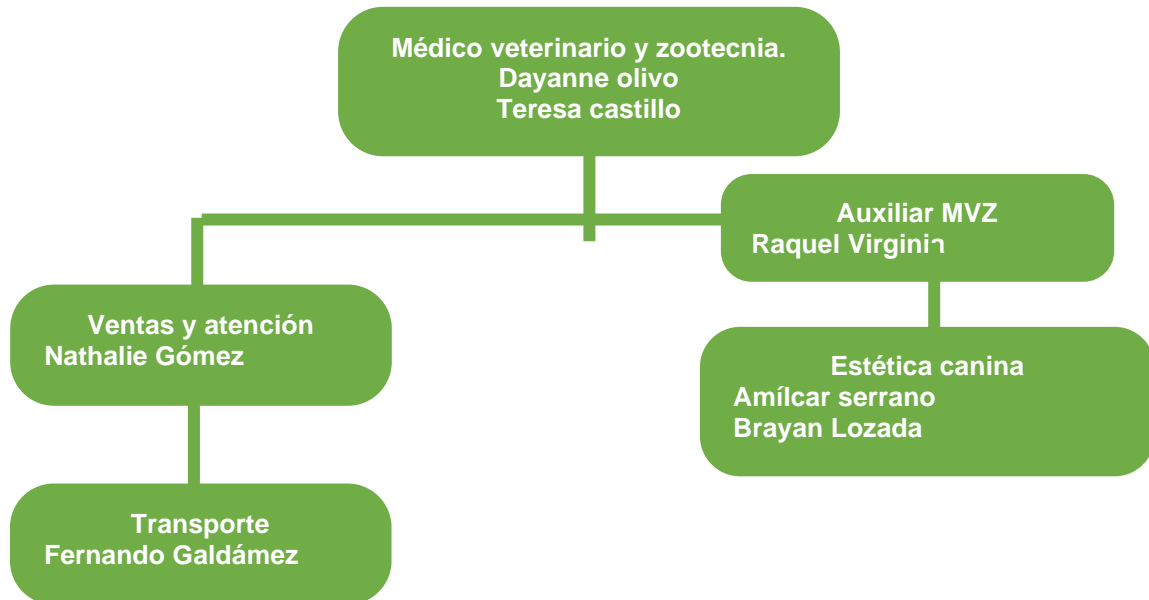 Médico veterinario y zootecnia.
Dayanne olivo
Teresa castillo
Auxiliar MVZ
Raquel Virginia
Ventas y atención
Nathalie Gómez
Estética canina
Amílcar serrano
Brayan Lozada
Transporte
Fernando Galdámez